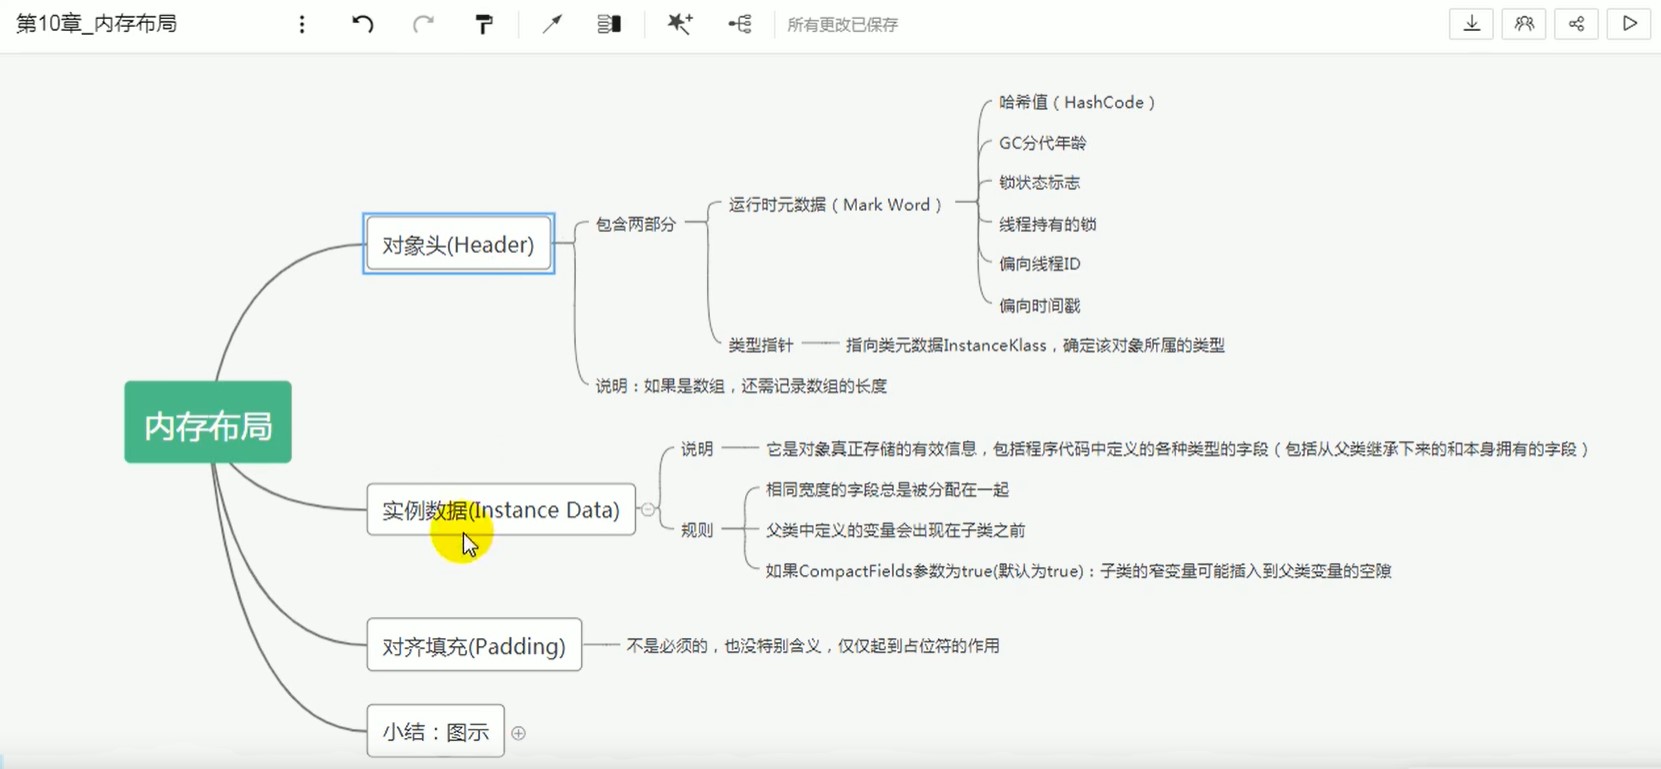 第10章_内存布局
所有更改已保存
内存布局
对象头(Header)
包含两部分
运行时元数据（Mark Word）
哈希值（HashCode）
GC分代年龄
锁状态标志
线程持有的锁
偏向线程ID
偏向时间戳
类型指针
指向类元数据InstanceKlass，确定该对象所属的类型
说明：如果是数组，还需记录数组的长度
实例数据(Instance Data)
说明
它是对象真正存储的有效信息，包括程序代码中定义的各种类型的字段（包括从父类继承下来的和本身拥有的字段）
规则
相同宽度的字段总是被分配在一起
父类中定义的变量会出现在子类之前
如果CompactFields参数为true(默认为true)：子类的窄变量可能插入到父类变量的空隙
对齐填充(Padding)
不是必须的，也没特别含义，仅仅起到占位符的作用
小结：图示